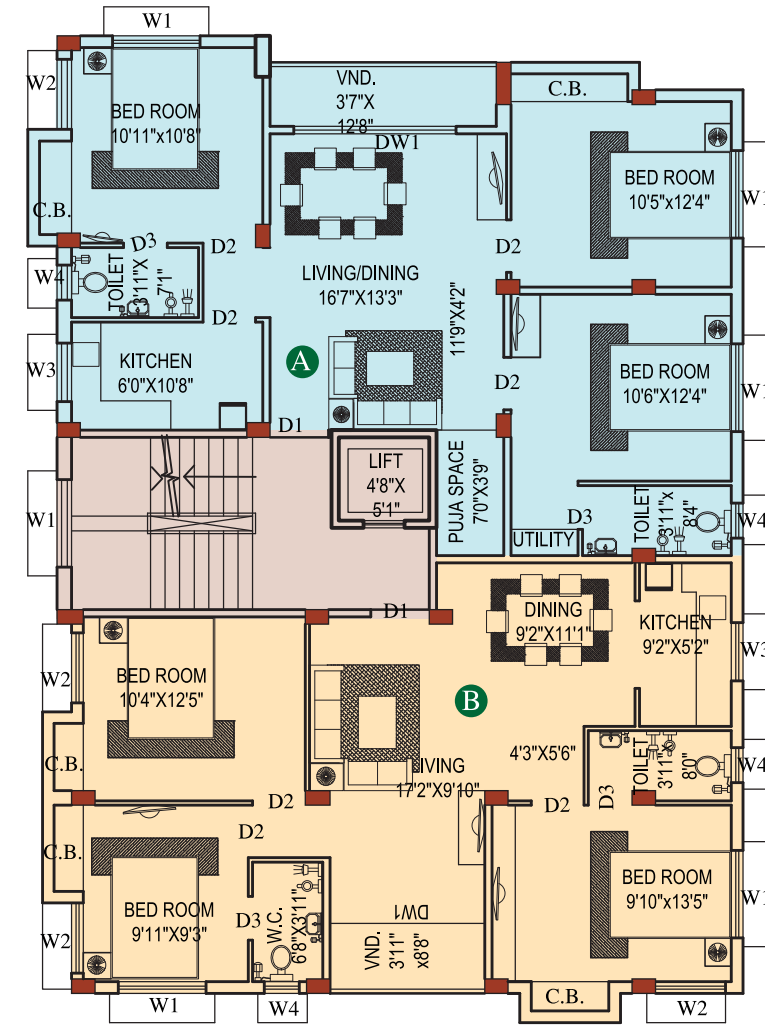 W1
W2
BED ROOM
10'11"x10'8"
C.B.
VND.
3'7"X
12'8"
DW1
C.B.
BED ROOM
10'5"x12'4"
W1
D3
D2
D2
W4
TOILET
3'11"X
7'1"
LIVING/DINING
16'7"X13'3"
11'9"X4'2"
D2
W3
KITCHEN
6'0"X10'8"
A
D2
BED ROOM
10'6"X12'4"
W1
D1
LIFT
4'8"X
5'1"
PUJA SPACE
7'0"X3'9"
W1
UTILITY
D3
TOILET
3'11"x
8'4"
W4
D1
DINING
9'2"X11'1"
KITCHEN
9'2"X5'2"
W3
W2
BED ROOM
10'4"X12'5"
B
C.B.
LIVING
17'2"X9'10"
4'3"X5'6"
TOILET
3'11"
8'0"
W4
D2
D2
D2
D3
C.B.
BED ROOM
9'11"X9'3"
D3
W.C.
6'8"X3'11"
DW1
VND.
3'11"
x8'8"
BED ROOM
9'10"x13'5"
W1
W2
W1
W4
C.B.
W2